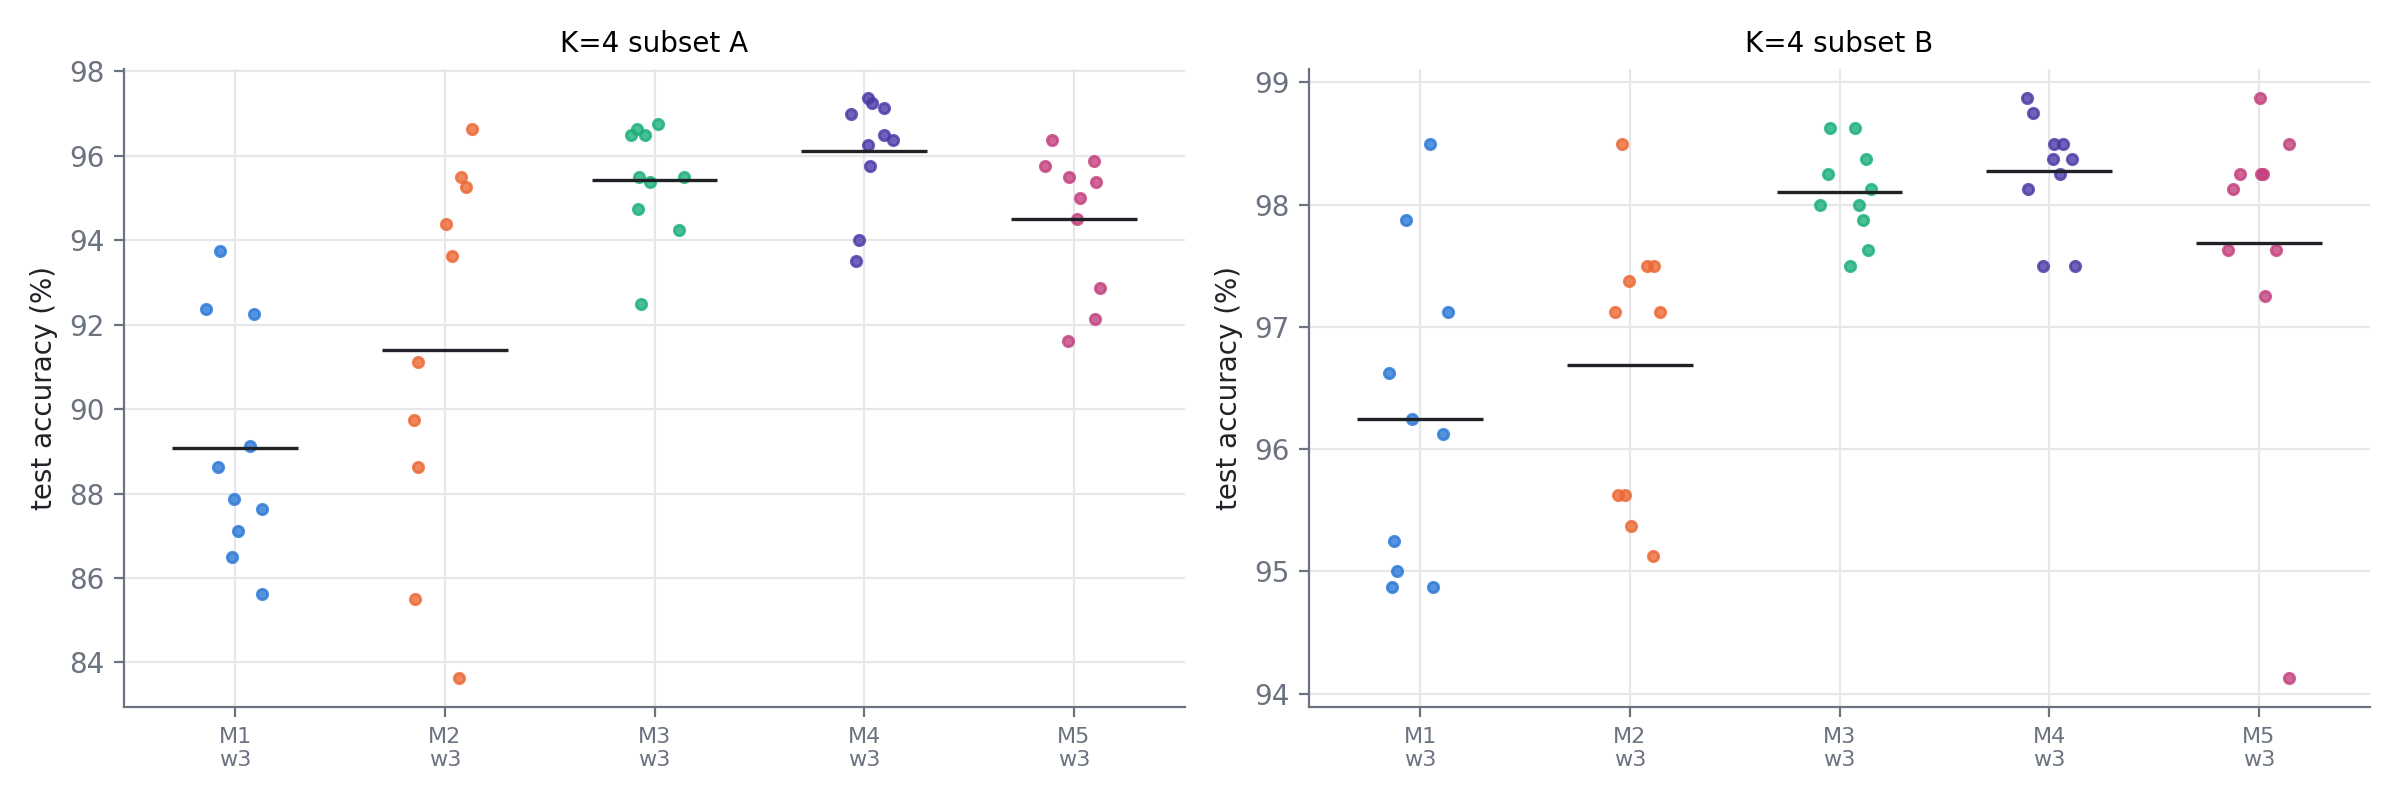 K=4 subset A
test accuracy (%)
98
96
94
92
90
88
86
84
M1
w3
M2
w3
M3
w3
M4
w3
M5
w3
K=4 subset B
test accuracy (%)
99
98
97
96
95
94
M1
w3
M2
w3
M3
w3
M4
w3
M5
w3